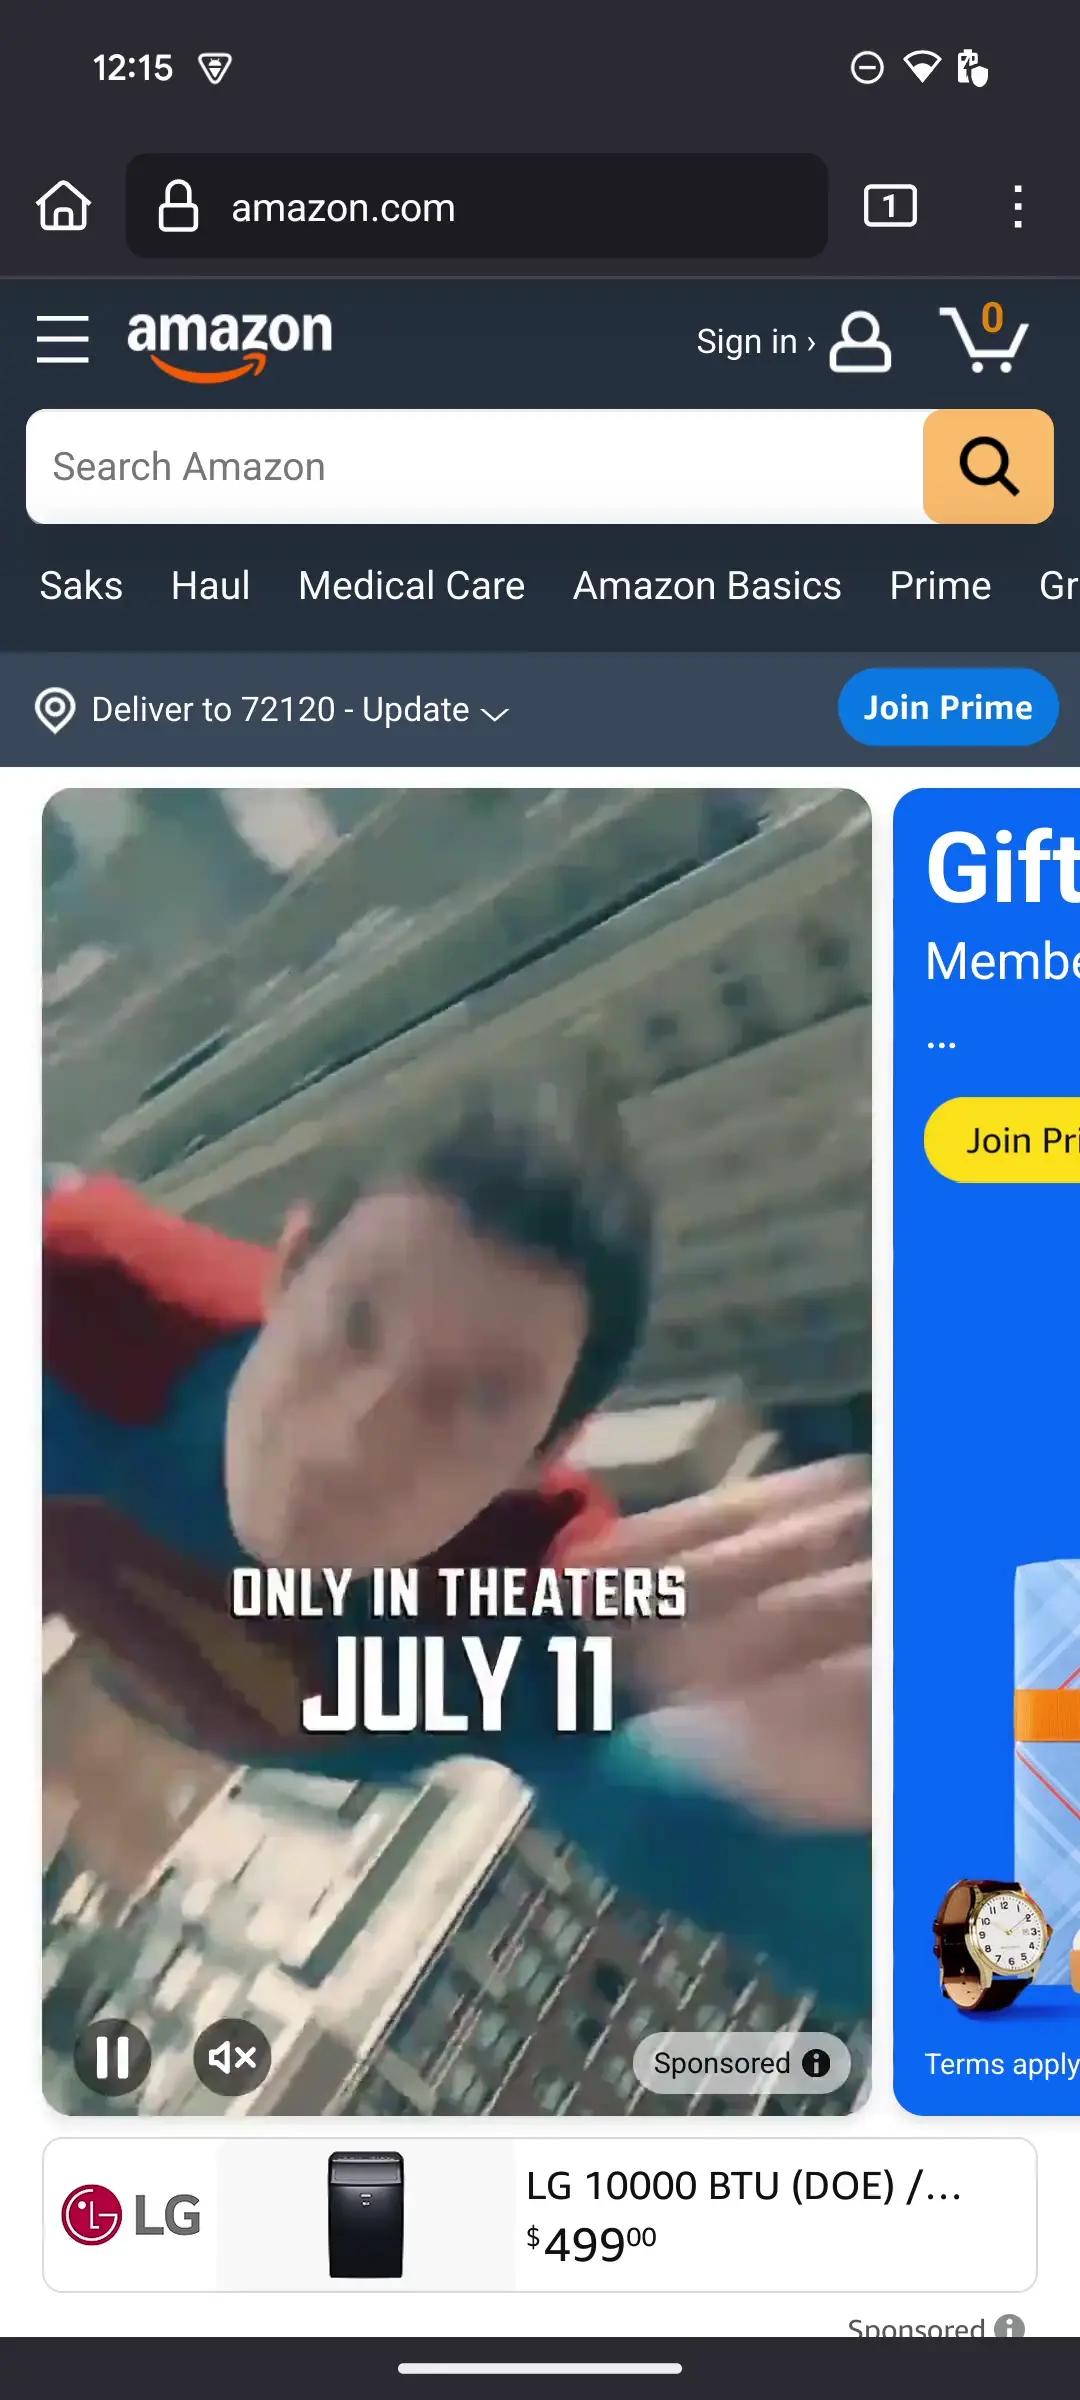 12:15
amazon.com
1
amazon
Sign in ›
0
Search Amazon
Saks Haul Medical Care Amazon Basics Prime Gr
Deliver to 72120 - Update
Join Prime
ONLY IN THEATERS
JULY 11
Sponsored
Gift
Membe
...
Join Pri
Terms apply
LG
LG 10000 BTU (DOE) /...
$49900
Sponsored